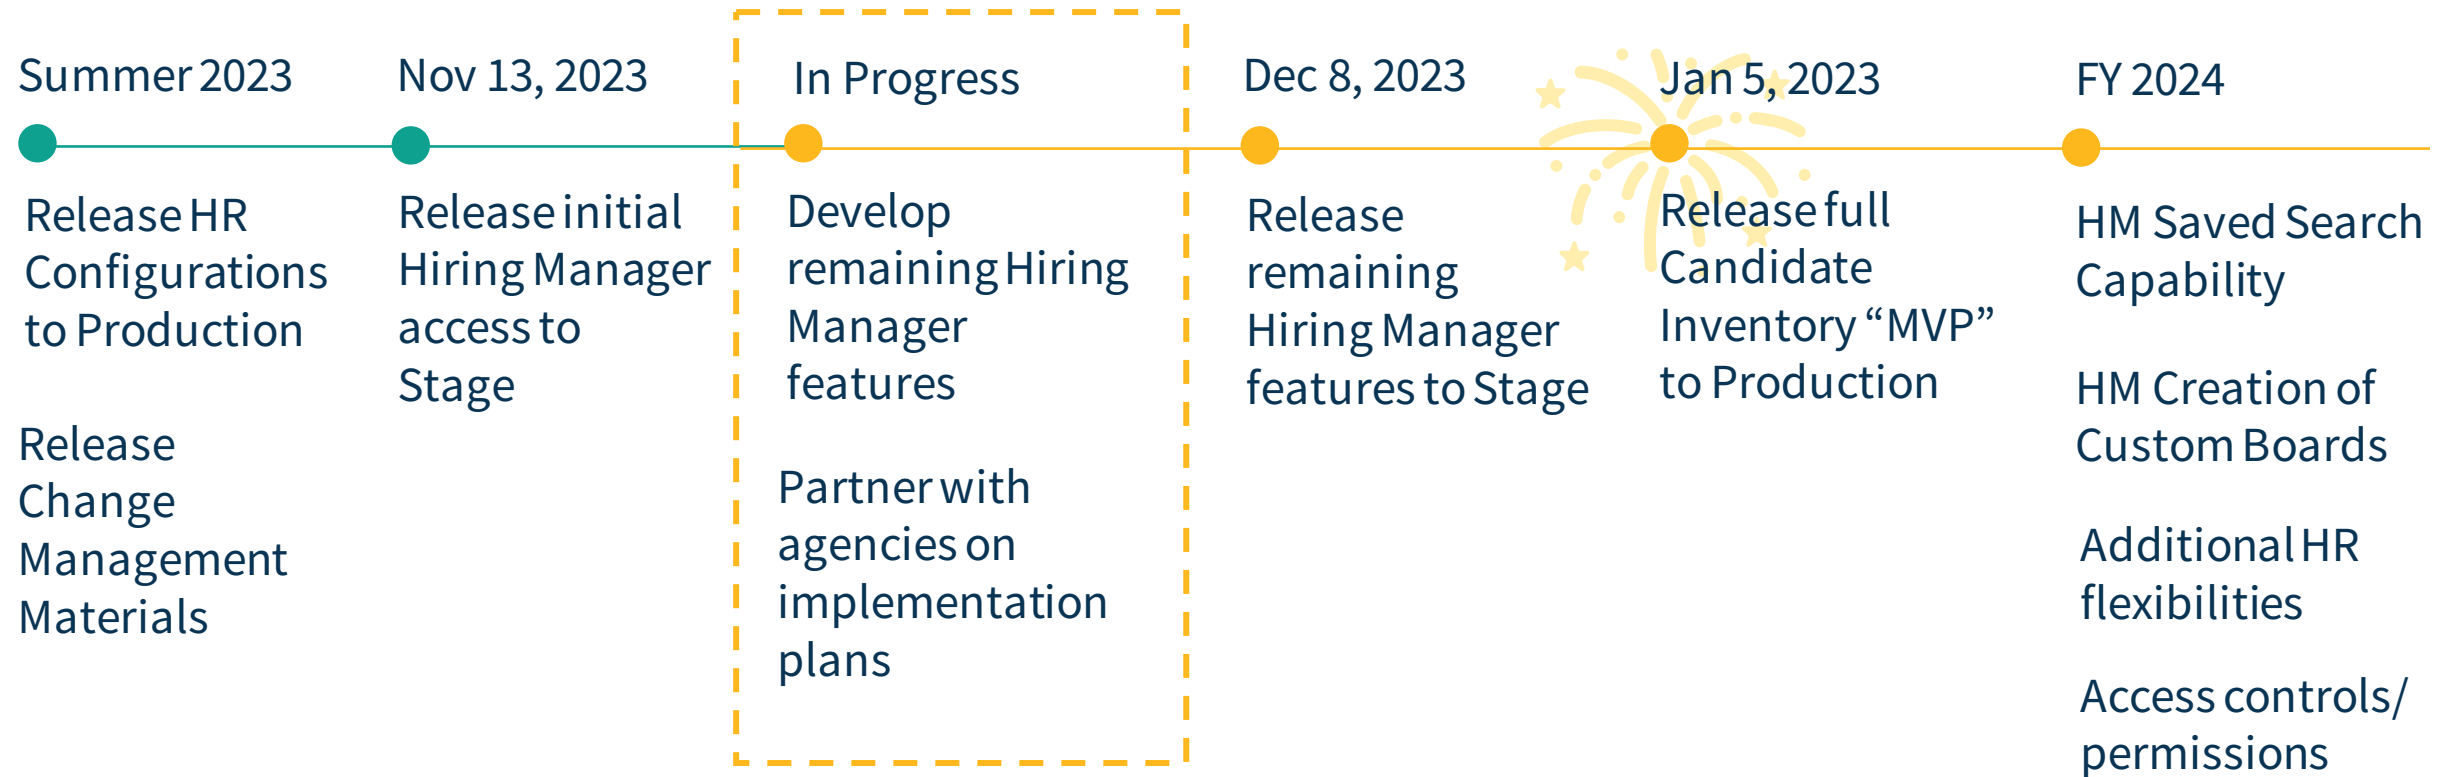 Summer 2023
Release HR
Configurations
to Production
Release
Change
Management
Materials
Nov 13, 2023
Release initial
Hiring Manager
access to
Stage
In Progress
Develop
remaining Hiring
Manager
features
Partner with
agencies on
implementation
plans
Dec 8, 2023
Release
remaining
Hiring Manager
features to Stage
Jan 5, 2023
Release full
Candidate
Inventory “MVP”
to Production
FY 2024
HM Saved Search
Capability
HM Creation of
Custom Boards
Additional HR
flexibilities
Access controls/
permissions